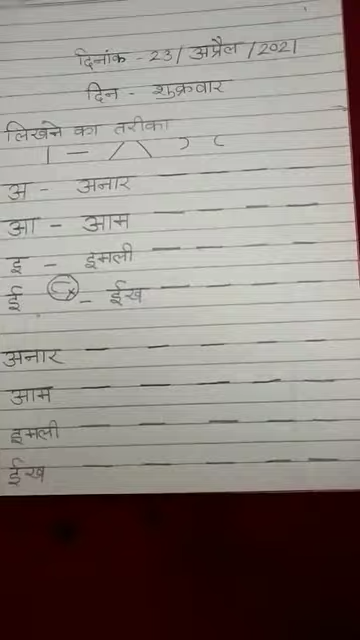 दिनांक - 23/ अप्रैल /2021
दिन - शुक्रवार
लिखने का तरीका
| — / \ ) (
अ - अनार — — — —
आ - आम — — — —
इ - इमली — — — —
ई - ईख — — — —
अनार — — — — —
आम — — — — —
इमली — — — — —
ईख — — — — —